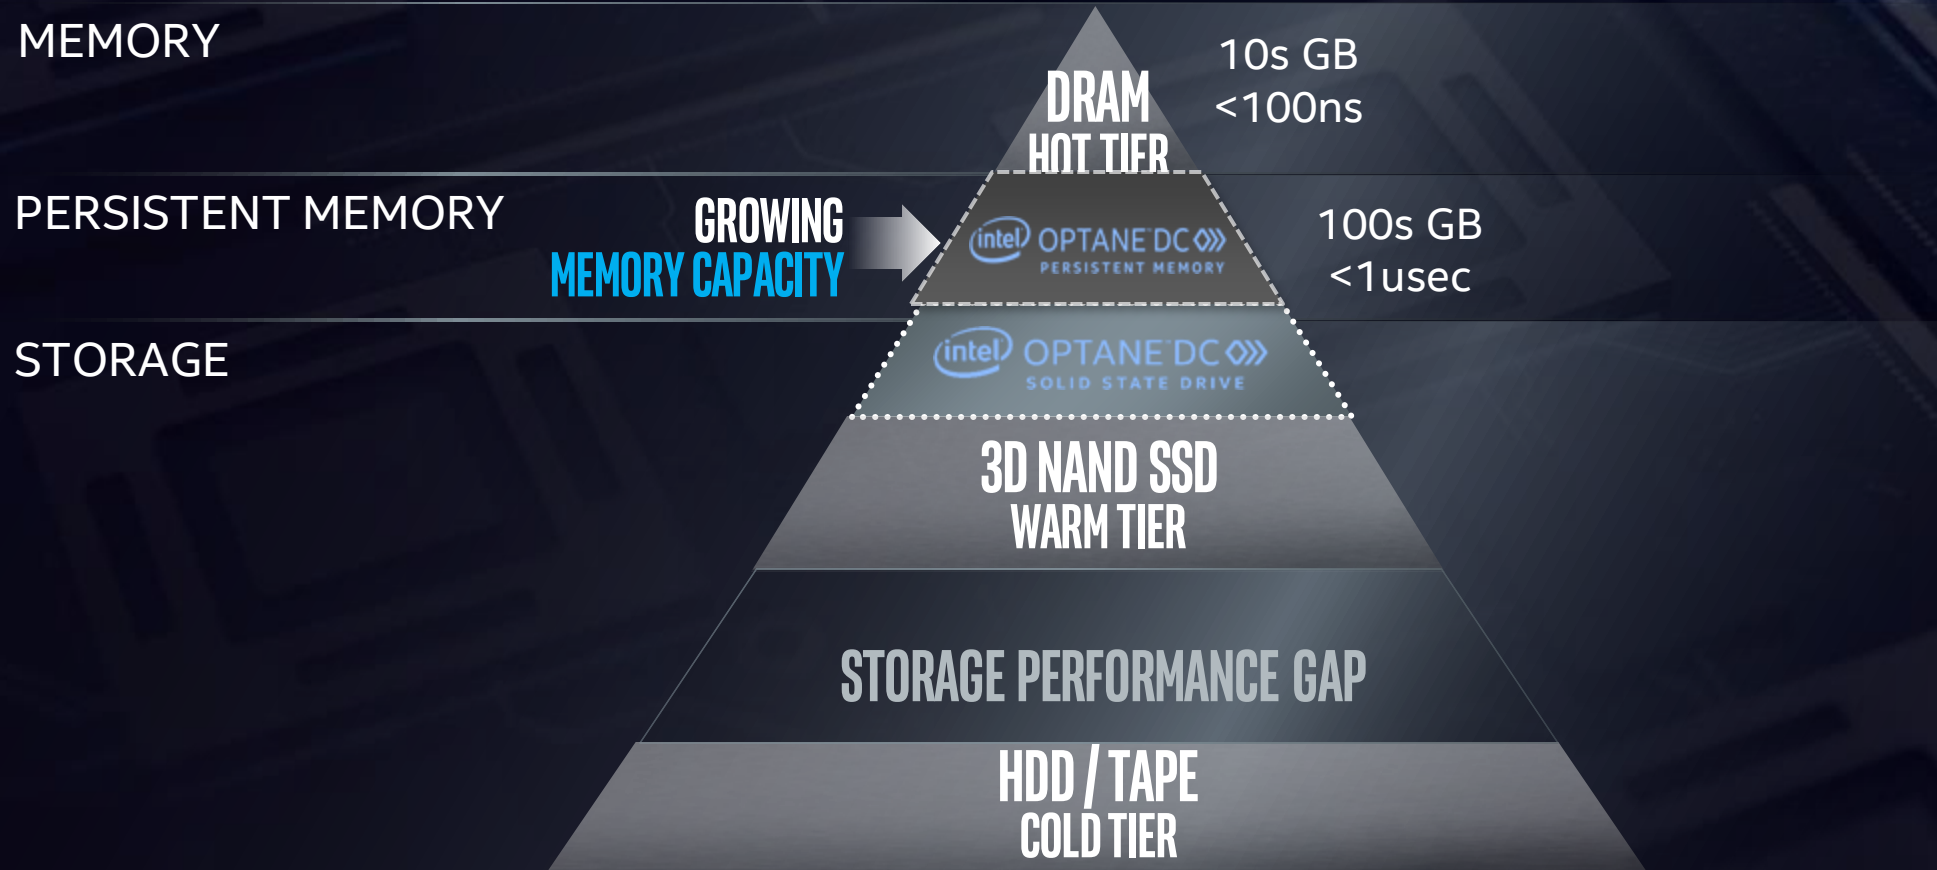 MEMORY
10s GB
<100ns
DRAM
HOT TIER
PERSISTENT MEMORY
GROWING
MEMORY CAPACITY
intel OPTANE DC
PERSISTENT MEMORY
100s GB
<1usec
STORAGE
intel OPTANE DC
SOLID STATE DRIVE
3D NAND SSD
WARM TIER
STORAGE PERFORMANCE GAP
HDD / TAPE
COLD TIER